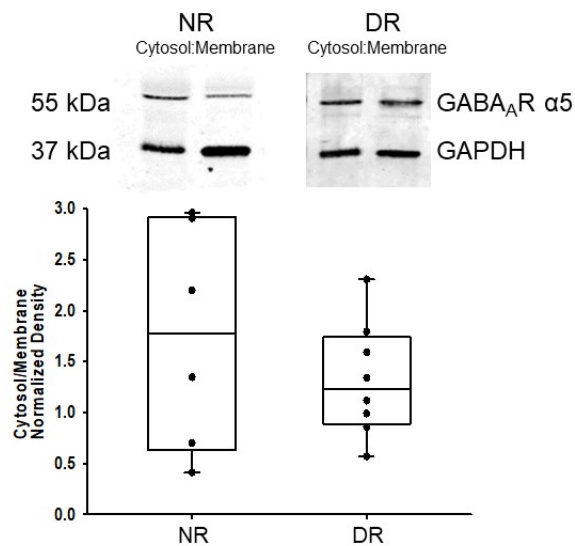 NR DR
Cytosol:Membrane Cytosol:Membrane
55 kDa GABA_AR α5
37 kDa GAPDH
3.0
2.5
2.0
1.5
1.0
0.5
0.0
Cytosol/Membrane
Normalized Density
NR DR